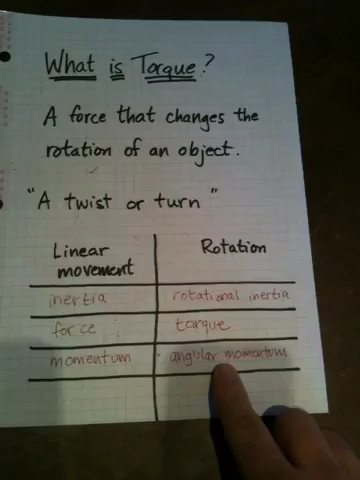 What is Torque?
A force that changes the
rotation of an object.
"A twist or turn"
Linear movement
Rotation
inertia
rotational inertia
force
torque
momentum
angular momentum